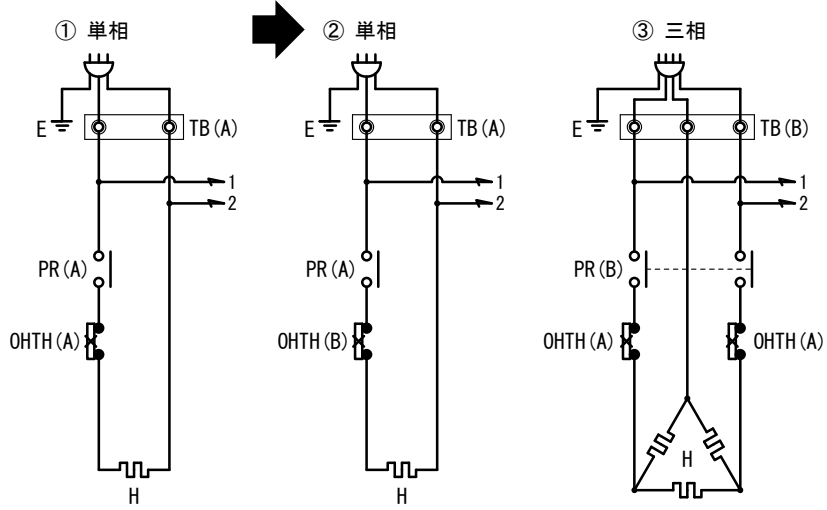 ① 単相
② 単相
③ 三相
E
TB(A)
E
TB(A)
E
TB(B)
1
2
1
2
1
2
PR(A)
PR(A)
PR(B)
OHTH(A)
OHTH(B)
OHTH(A)
OHTH(A)
H
H
H